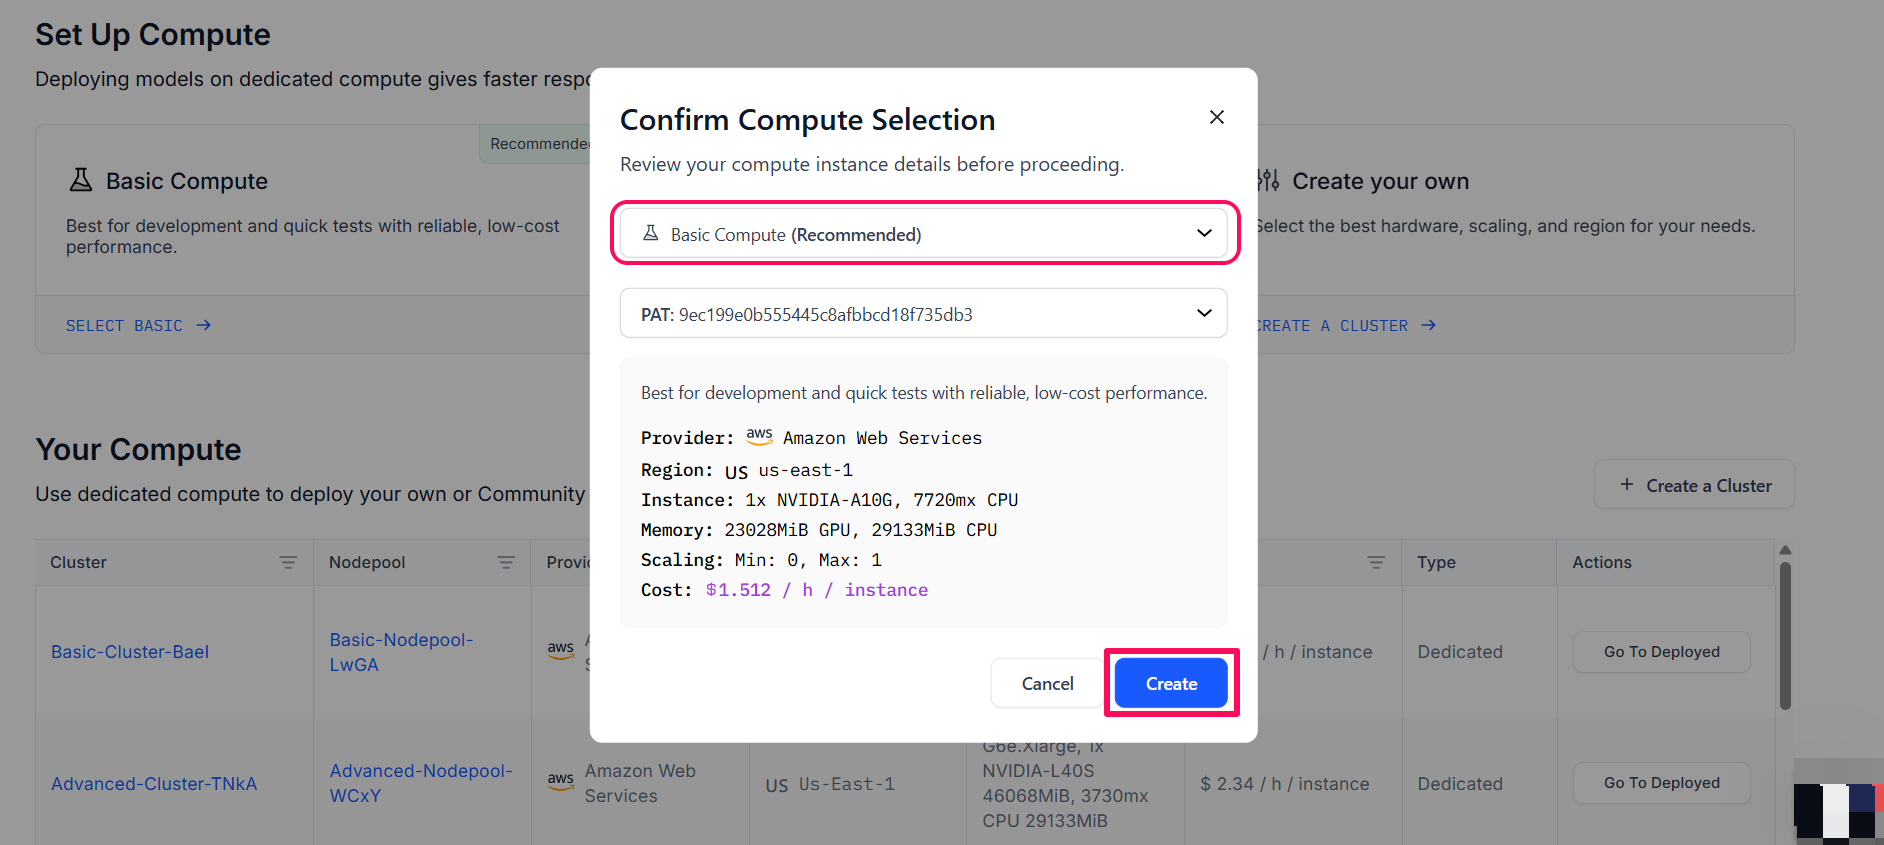 Set Up Compute
Deploying models on dedicated compute gives faster
Recommended
Basic Compute
Best for development and quick tests with reliable, low-cost
performance.
SELECT BASIC →
Create your own
Select the best hardware, scaling, and region for your needs.
CREATE A CLUSTER →
Confirm Compute Selection
Review your compute instance details before proceeding.
Basic Compute (Recommended)
PAT: 9ec199e0b555445c8afbbcd18f735db3
Best for development and quick tests with reliable, low-cost performance.
Provider: aws Amazon Web Services
Region: US us-east-1
Instance: 1x NVIDIA-A10G, 7720mx CPU
Memory: 23028MiB GPU, 29133MiB CPU
Scaling: Min: 0, Max: 1
Cost: $1.512 / h / instance
Cancel
Create
Your Compute
Use dedicated compute to deploy your own or Community
+ Create a Cluster
Cluster
Nodepool
Type
Actions
Basic-Cluster-Bael
Basic-Nodepool-
LwGA
aws
/ h / instance
Dedicated
Go To Deployed
Advanced-Cluster-TNkA
Advanced-Nodepool-
WCxY
aws
Amazon Web
Services
US Us-East-1
G6e.Xlarge, 1x
NVIDIA-L40S
46068MiB, 3730mx
CPU 29133MiB
$ 2.34 / h / instance
Dedicated
Go To Deployed